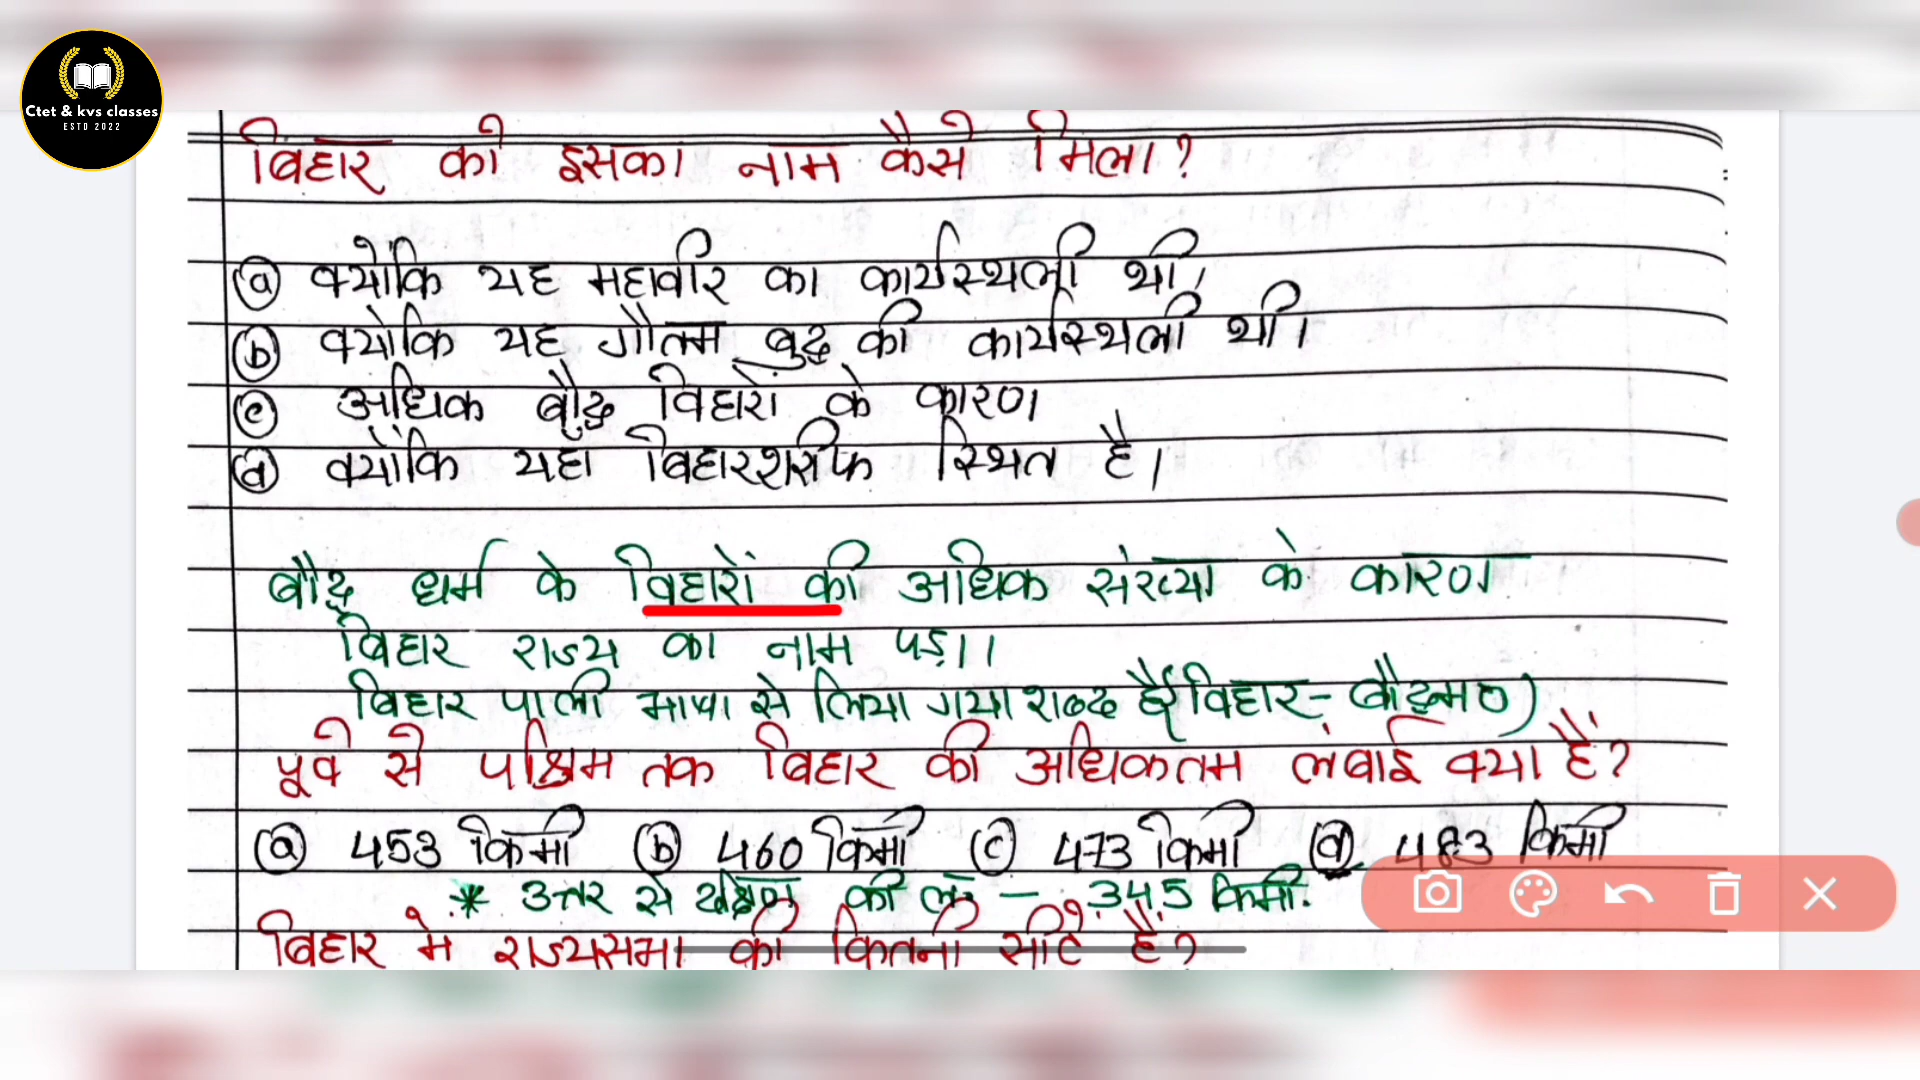 Ctet & kvs classes
ESTD 2022
बिहार को इसका नाम कैसे मिला?
(a) क्योंकि यह महावीर का कार्यस्थली थी।
(b) क्योंकि यह गौतम बुद्ध की कार्यस्थली थी।
(c) अधिक बौद्ध विहारों के कारण
(d) क्योंकि यहा बिहारशरीफ स्थित है।
बौद्ध धर्म के विहारों की अधिक संख्या के कारण
बिहार राज्य का नाम पड़ा।
बिहार पाली भाषा से लिया गया शब्द है (विहार - बौद्धमठ)
पूर्व से पश्चिम तक बिहार की अधिकतम लंबाई क्या है?
(a) 453 किमी (b) 460 किमी (c) 473 किमी (d) 483 किमी
* उत्तर से दक्षिण की लं - 345 किमी.
बिहार मे राज्यसभा की कितनी सीटे है?